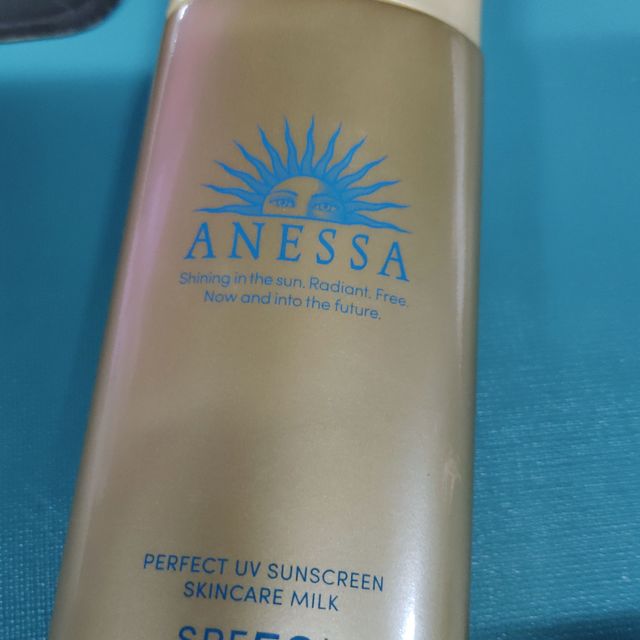 ANESSA
Shining in the sun. Radiant. Free.
Now and into the future.
PERFECT UV SUNSCREEN
SKINCARE MILK